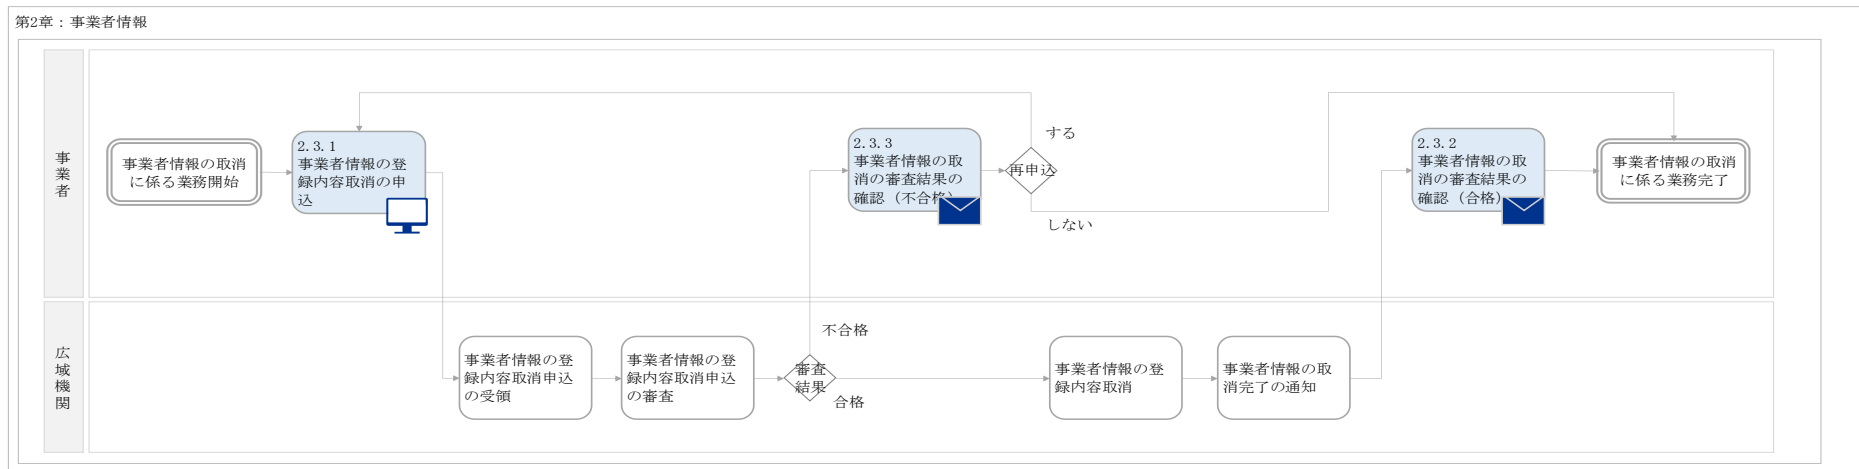 第2章：事業者情報
事
業
者
事業者情報の取消
に係る業務開始
2.3.1
事業者情報の登
録内容取消の申
込
2.3.3
事業者情報の取
消の審査結果の
確認（不合格）
再申込
する
しない
2.3.2
事業者情報の取
消の審査結果の
確認（合格）
事業者情報の取消
に係る業務完了
広
域
機
関
事業者情報の登
録内容取消申込
の受領
事業者情報の登
録内容取消申込
の審査
審査
結果
不合格
合格
事業者情報の登
録内容取消
事業者情報の取
消完了の通知